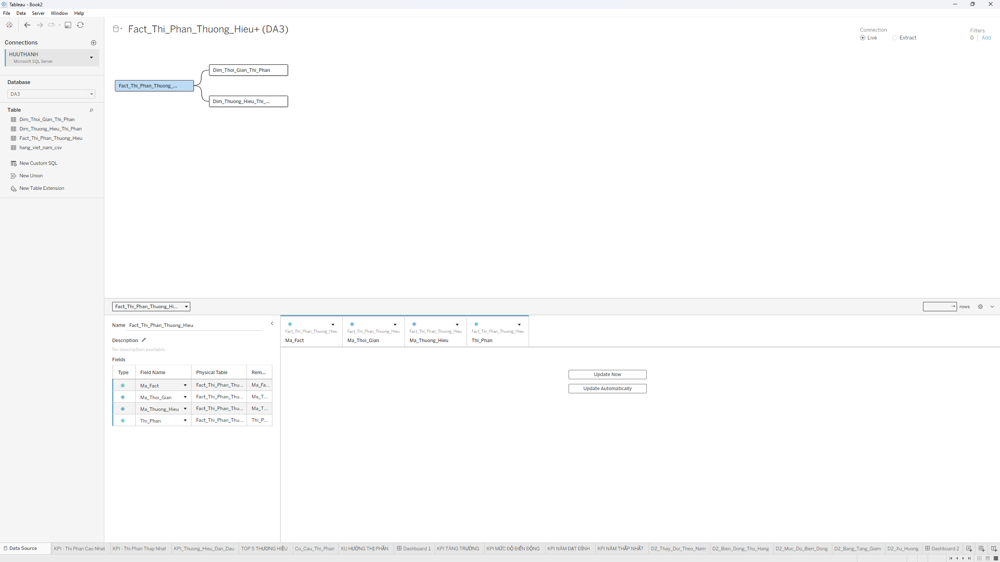 Tableau - Book2
File Data Server Window Help
Connections
HUUTHANH
Microsoft SQL Server
Database
DA3
Table
Dim_Thoi_Gian_Thi_Phan
Dim_Thuong_Hieu_Thi_Phan
Fact_Thi_Phan_Thuong_Hieu
hang_viet_nam_csv
New Custom SQL
New Union
New Table Extension
Fact_Thi_Phan_Thuong_Hieu+ (DA3)
Connection
Live Extract
Filters
0 Add
Dim_Thoi_Gian_Thi_Phan
Fact_Thi_Phan_Thuong_...
Dim_Thuong_Hieu_Thi_...
Fact_Thi_Phan_Thuong_Hi...
rows
Name Fact_Thi_Phan_Thuong_Hieu
Description
No description available.
Fields
Type Field Name Physical Table Rem...
Ma_Fact Fact_Thi_Phan_Thu... Ma_Fa...
Ma_Thoi_Gian Fact_Thi_Phan_Thu... Ma_T...
Ma_Thuong_Hieu Fact_Thi_Phan_Thu... Ma_T...
Thi_Phan Fact_Thi_Phan_Thu... Thi_P...
Fact_Thi_Phan_Thuong_Hieu Fact_Thi_Phan_Thuong_Hieu Fact_Thi_Phan_Thuong_Hieu Fact_Thi_Phan_Thuong_Hieu
Ma_Fact Ma_Thoi_Gian Ma_Thuong_Hieu Thi_Phan
Update Now
Update Automatically
Data Source KPI - Thi Phan Cao Nhat KPI - Thi Phan Thap Nhat KPI_Thuong_Hieu_Dan_Dau TOP 5 THƯƠNG HIỆU Co_Cau_Thi_Phan XU HƯỚNG THỊ PHẦN Dashboard 1 KPI TĂNG TRƯỞNG KPI MỨC ĐỘ BIẾN ĐỘNG KPI NĂM ĐẠT ĐỈNH KPI NĂM THẤP NHẤT D2_Thay_Doi_Theo_Nam D2_Bien_Dong_Thu_Hang D2_Muc_Do_Bien_Dong D2_Bang_Tang_Giam D2_Xu_Huong Dashboard 2